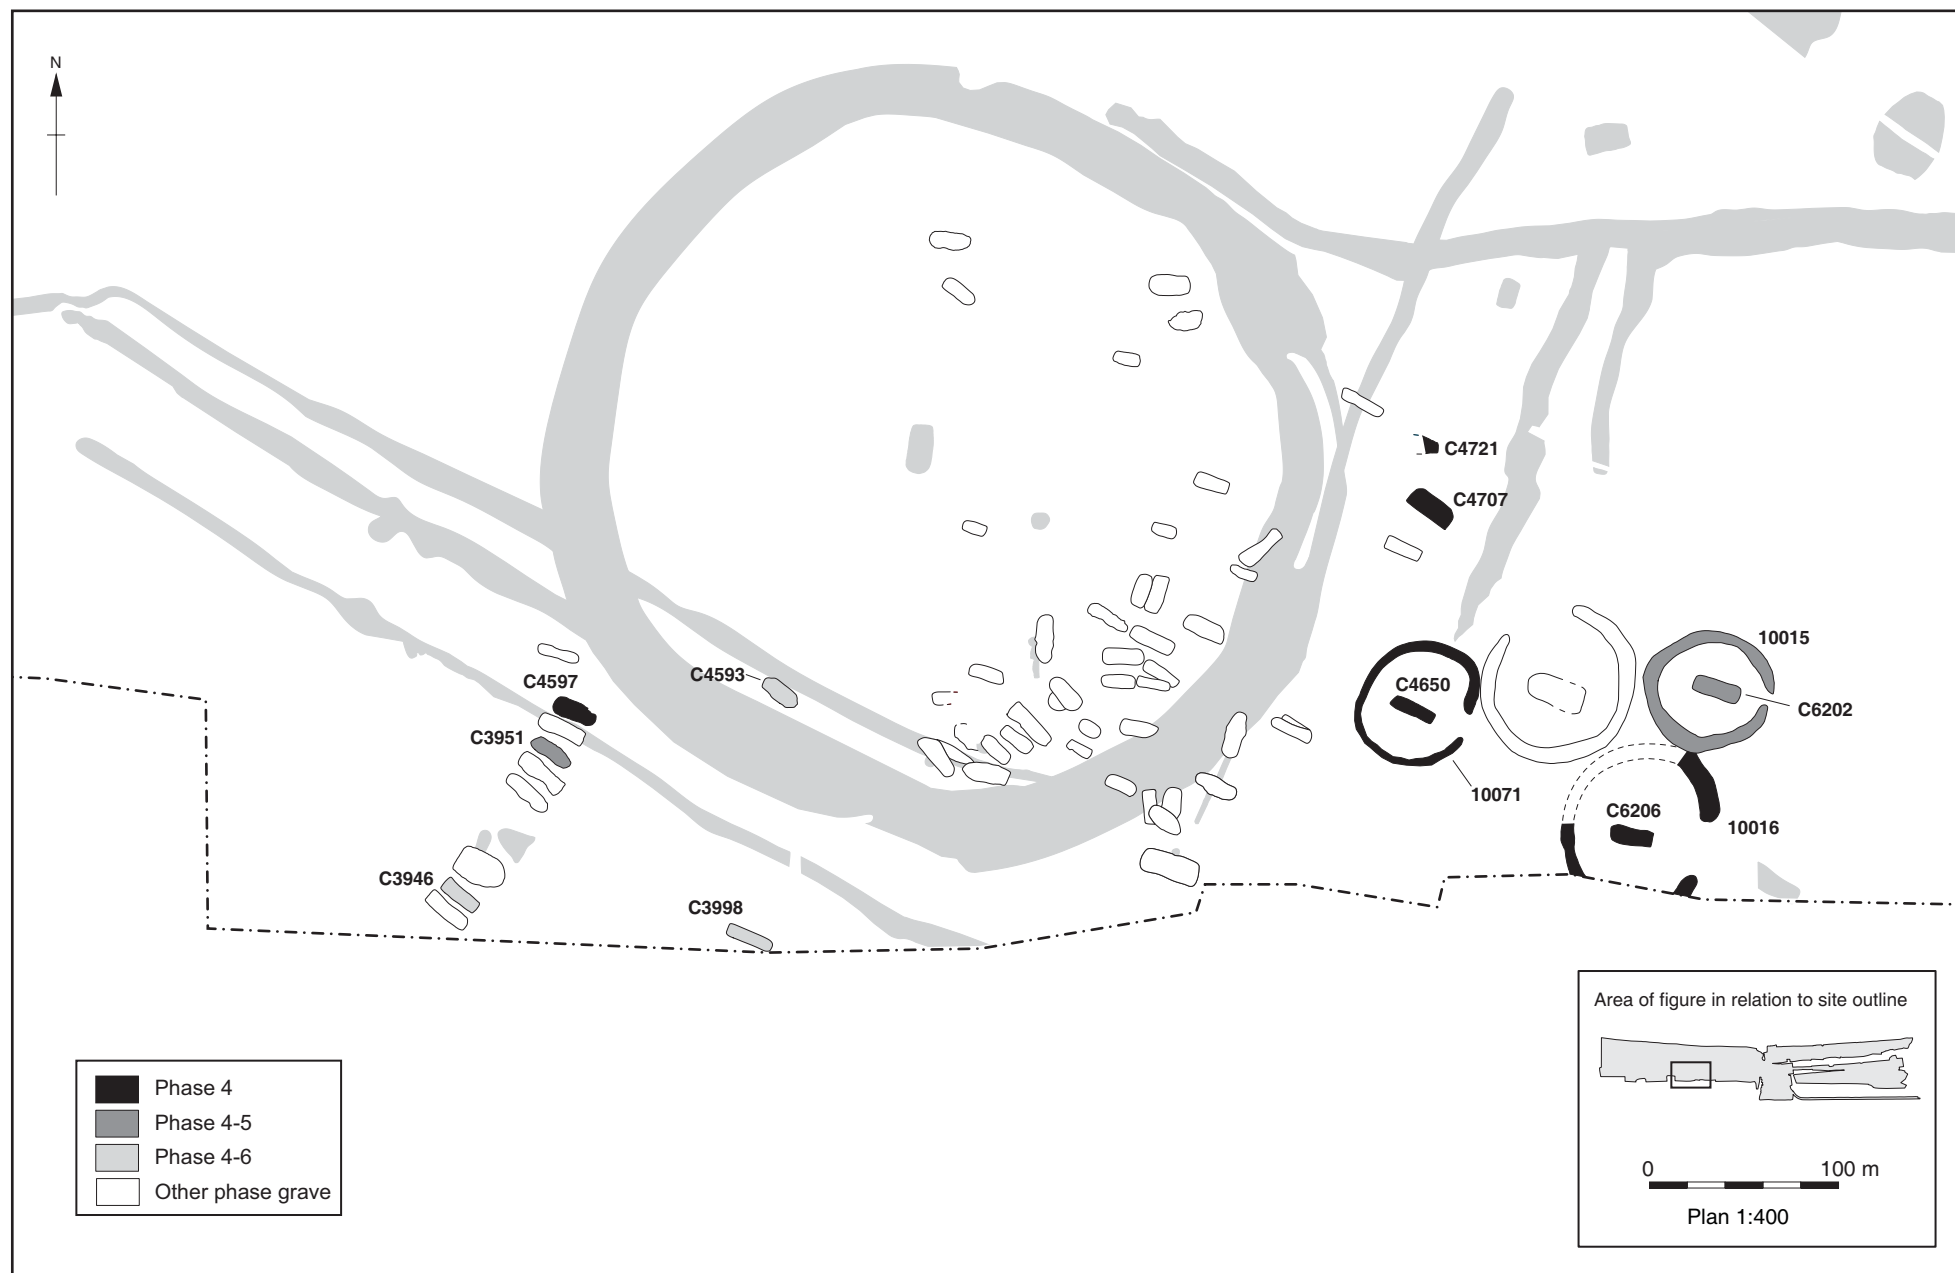 N
C4721
C4707
C4593
C4597
C3951
C4650
10015
C6202
10071
C6206
10016
C3946
C3998
Area of figure in relation to site outline
0 100 m
Plan 1:400
Phase 4
Phase 4-5
Phase 4-6
Other phase grave